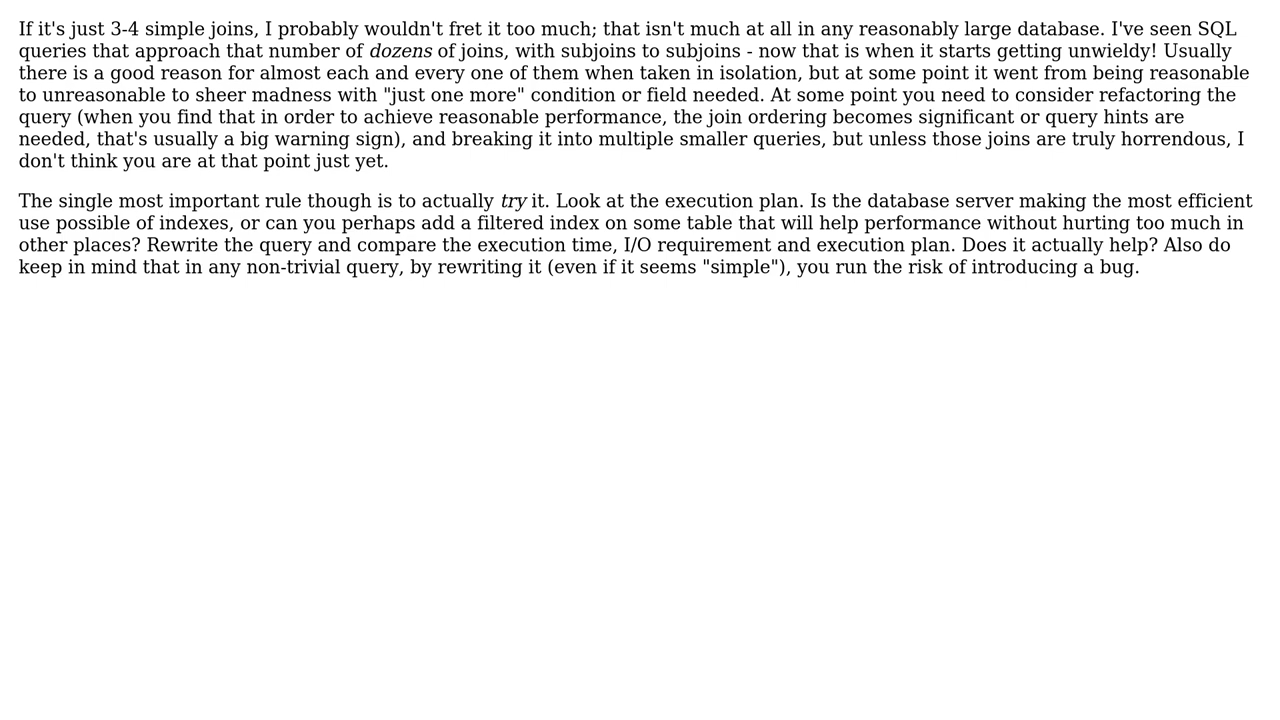 If it's just 3-4 simple joins, I probably wouldn't fret it too much; that isn't much at all in any reasonably large database. I've seen SQL
queries that approach that number of dozens of joins, with subjoins to subjoins - now that is when it starts getting unwieldy! Usually
there is a good reason for almost each and every one of them when taken in isolation, but at some point it went from being reasonable
to unreasonable to sheer madness with "just one more" condition or field needed. At some point you need to consider refactoring the
query (when you find that in order to achieve reasonable performance, the join ordering becomes significant or query hints are
needed, that's usually a big warning sign), and breaking it into multiple smaller queries, but unless those joins are truly horrendous, I
don't think you are at that point just yet.
The single most important rule though is to actually try it. Look at the execution plan. Is the database server making the most efficient
use possible of indexes, or can you perhaps add a filtered index on some table that will help performance without hurting too much in
other places? Rewrite the query and compare the execution time, I/O requirement and execution plan. Does it actually help? Also do
keep in mind that in any non-trivial query, by rewriting it (even if it seems "simple"), you run the risk of introducing a bug.